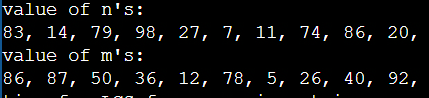 value of n's:
83, 14, 79, 98, 27, 7, 11, 74, 86, 20,
value of m's:
86, 87, 50, 36, 12, 78, 5, 26, 40, 92,